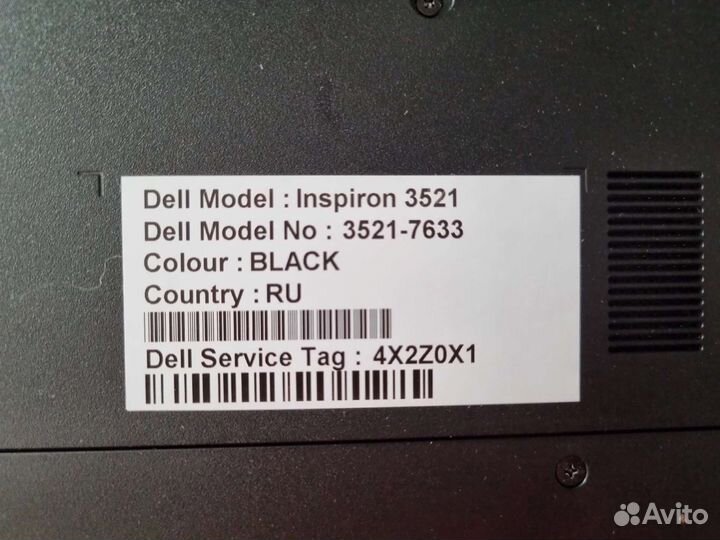 Dell Model : Inspiron 3521
Dell Model No : 3521-7633
Colour : BLACK
Country : RU
Dell Service Tag : 4X2Z0X1
Avito